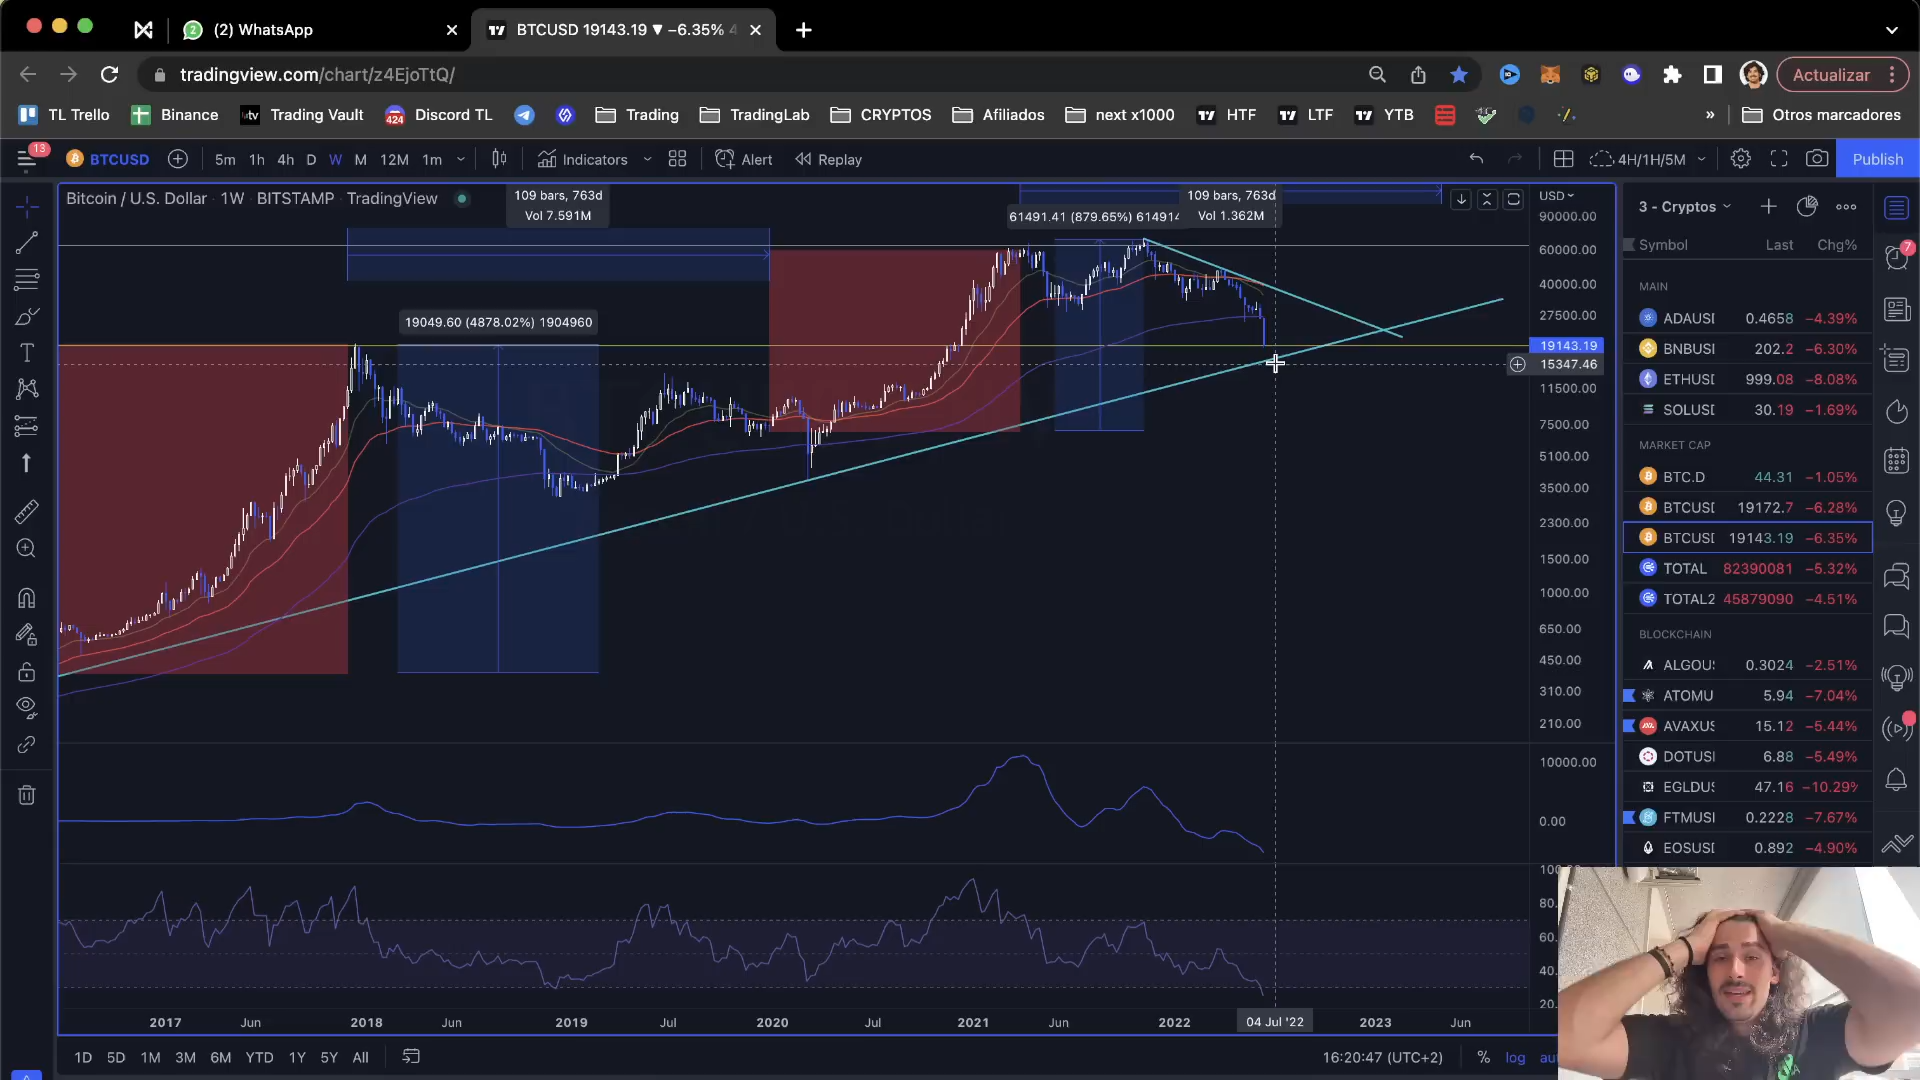 (2) WhatsApp
BTCUSD 19143.19 ▼ −6.35%
tradingview.com/chart/z4EjoTtQ/
Actualizar
TL Trello
Binance
Trading Vault
Discord TL
Trading
TradingLab
CRYPTOS
Afiliados
next x1000
HTF
LTF
YTB
»
Otros marcadores
13
BTCUSD
5m 1h 4h D W M 12M 1m
Indicators
Alert
Replay
4H/1H/5M
Publish
Bitcoin / U.S. Dollar · 1W · BITSTAMP · TradingView
109 bars, 763d
Vol 7.591M
109 bars, 763d
Vol 1.362M
61491.41 (879.65%) 61491
19049.60 (4878.02%) 1904960
USD
90000.00
60000.00
40000.00
27500.00
19143.19
15347.46
11500.00
7500.00
5100.00
3500.00
2300.00
1500.00
1000.00
650.00
450.00
310.00
210.00
10000.00
0.00
100.
80.
60.
40.
20.
2017 Jun 2018 Jun 2019 Jul 2020 Jul 2021 Jun 2022 04 Jul '22 2023 Jun
1D 5D 1M 3M 6M YTD 1Y 5Y All
16:20:47 (UTC+2)
% log au
3 - Cryptos
Symbol Last Chg%
MAIN
ADAUSI 0.4658 −4.39%
BNBUSI 202.2 −6.30%
ETHUSI 999.08 −8.08%
SOLUSI 30.19 −1.69%
MARKET CAP
BTC.D 44.31 −1.05%
BTCUSI 19172.7 −6.28%
BTCUSI 19143.19 −6.35%
TOTAL 82390081 −5.32%
TOTAL2 45879090 −4.51%
BLOCKCHAIN
ALGOU 0.3024 −2.51%
ATOMU 5.94 −7.04%
AVAXUS 15.12 −5.44%
DOTUSI 6.88 −5.49%
EGLDUS 47.16 −10.29%
FTMUSI 0.2228 −7.67%
EOSUSI 0.892 −4.90%
7